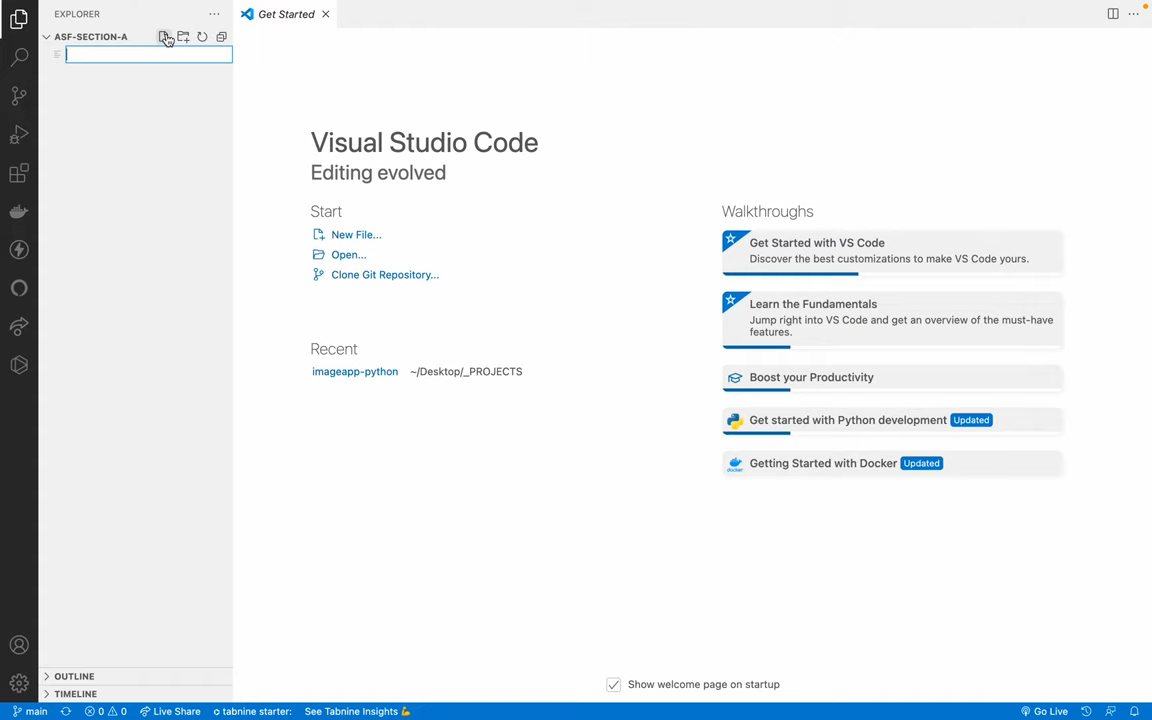 EXPLORER
ASF-SECTION-A
Get Started
Visual Studio Code
Editing evolved
Start
New File...
Open...
Clone Git Repository...
Recent
imageapp-python ~/Desktop/_PROJECTS
Walkthroughs
Get Started with VS Code
Discover the best customizations to make VS Code yours.
Learn the Fundamentals
Jump right into VS Code and get an overview of the must-have
features.
Boost your Productivity
Get started with Python development Updated
Getting Started with Docker Updated
Show welcome page on startup
OUTLINE
TIMELINE
main 0 0 Live Share tabnine starter: See Tabnine Insights Go Live